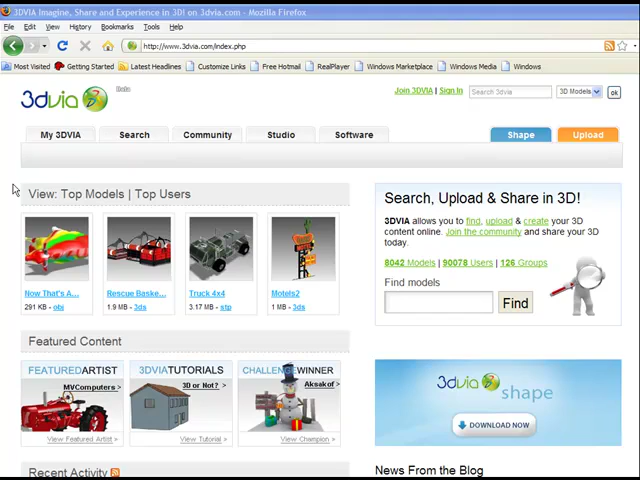 3DVIA Imagine, Share and Experience in 3D! on 3dvia.com - Mozilla Firefox
File Edit View History Bookmarks Tools Help
http://www.3dvia.com/index.php
Most Visited Getting Started Latest Headlines Customize Links Free Hotmail RealPlayer Windows Marketplace Windows Media Windows
3dvia Beta
Join 3DVIA | Sign In Search 3dvia 3D Models ok
My 3DVIA Search Community Studio Software Shape Upload
View: Top Models | Top Users
Now That's A... Rescue Baske... Truck 4x4 Motels2
291 KB - obj 1.9 MB - 3ds 3.17 MB - stp 1 MB - 3ds
Search, Upload & Share in 3D!
3DVIA allows you to find, upload & create your 3D
content online. Join the community and share your 3D
today.
8042 Models | 90078 Users | 126 Groups
Find models
Find
Featured Content
FEATUREDARTIST 3DVIATUTORIALS CHALLENGEWINNER
MVComputers > 3D or Not? > Aksakof >
View Featured Artist > View Tutorial > View Champion >
3dvia shape
DOWNLOAD NOW
Recent Activity
News From the Blog